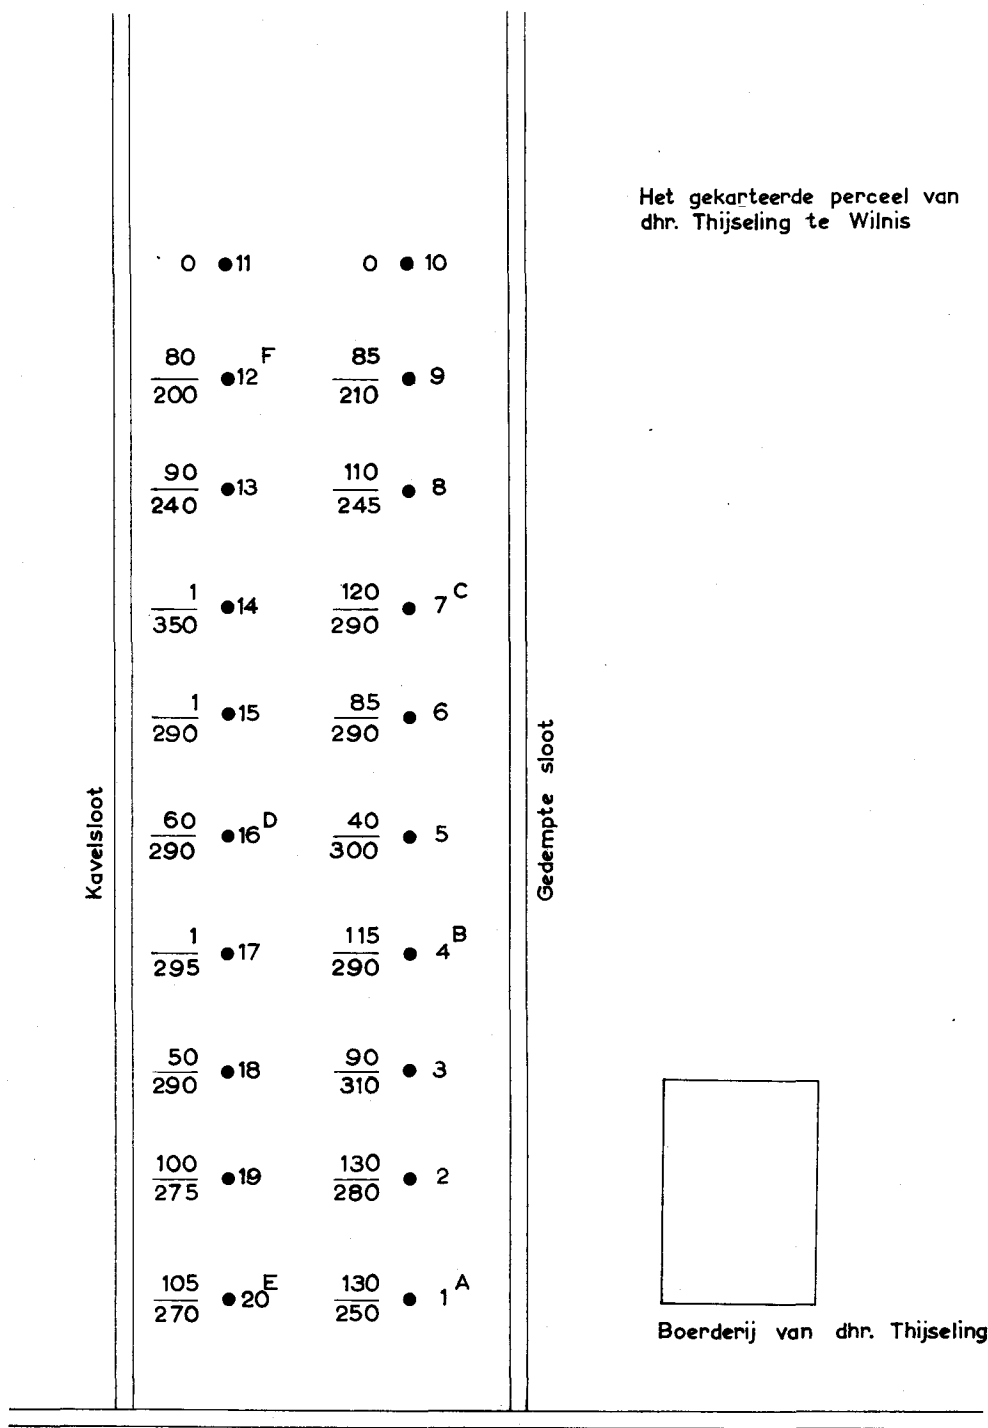 Het gekarteerde perceel van
dhr. Thijseling te Wilnis
0 11 0 10
80 F 85
12 9
200 210
90 110
13 8
240 245
1 120 C
14 7
350 290
1 85
15 6
290 290
60 D 40
16 5
290 300
1 115 B
17 4
295 290
50 90
18 3
290 310
100 130
19 2
275 280
105 E 130 A
20 1
270 250
Kavelsloot
Gedempte sloot
Boerderij van dhr. Thijseling